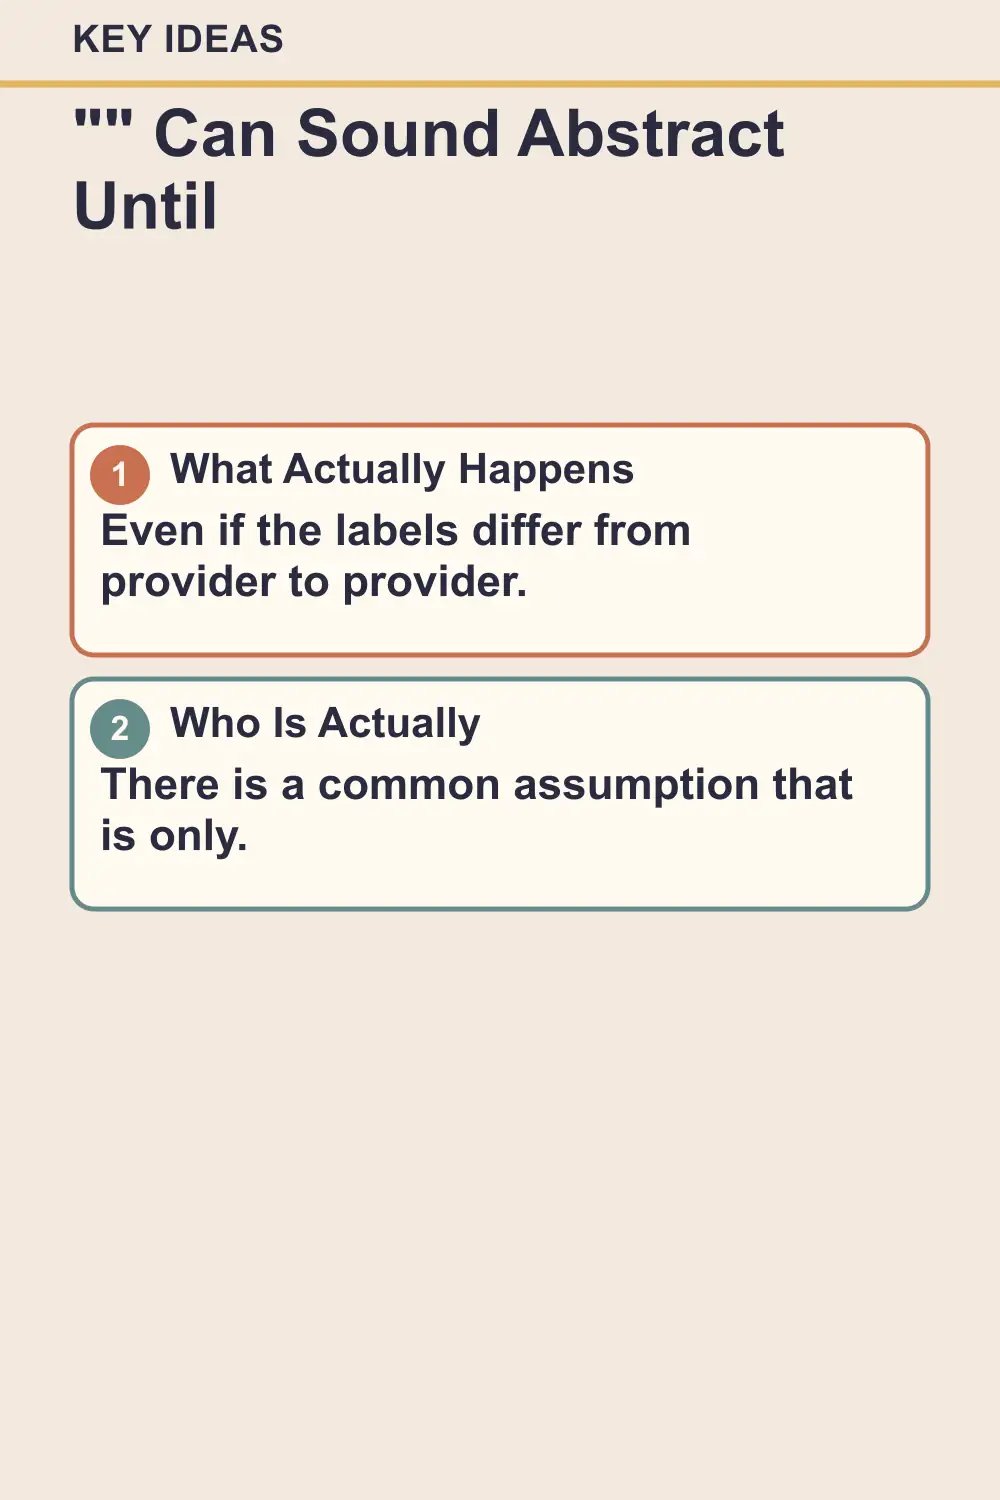 KEY IDEAS
"" Can Sound Abstract
Until
1 What Actually Happens
Even if the labels differ from
provider to provider.
2 Who Is Actually
There is a common assumption that
is only.